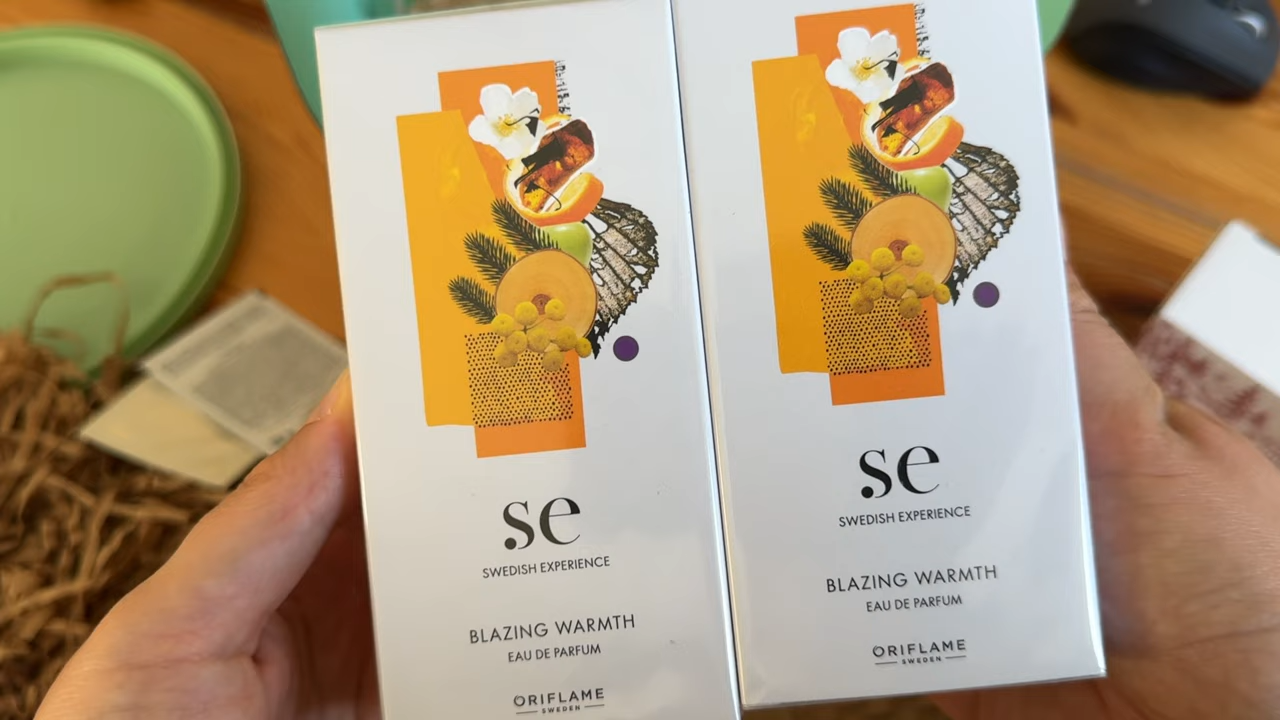 se
SWEDISH EXPERIENCE
BLAZING WARMTH
EAU DE PARFUM
ORIFLAME
SWEDEN
se
SWEDISH EXPERIENCE
BLAZING WARMTH
EAU DE PARFUM
ORIFLAME
SWEDEN